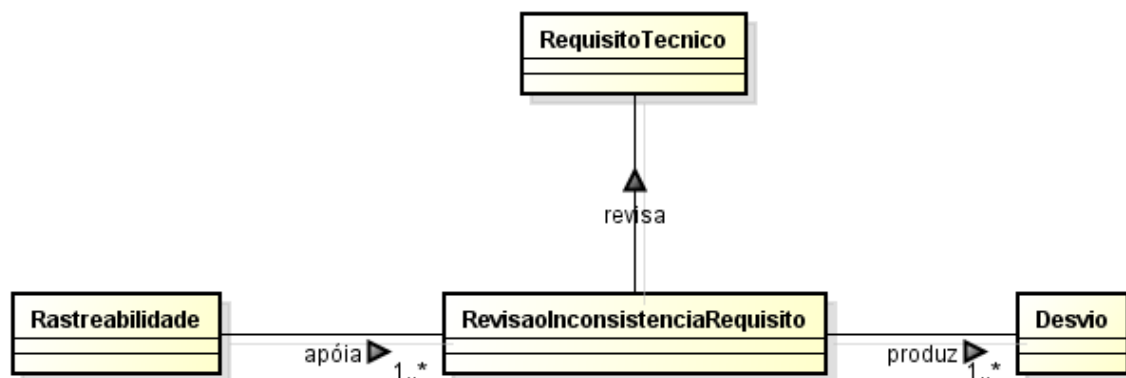 RequisitoTecnico
revisa
Rastreabilidade
RevisaoInconsistenciaRequisito
Desvio
apóia
produz
1..*
1..*